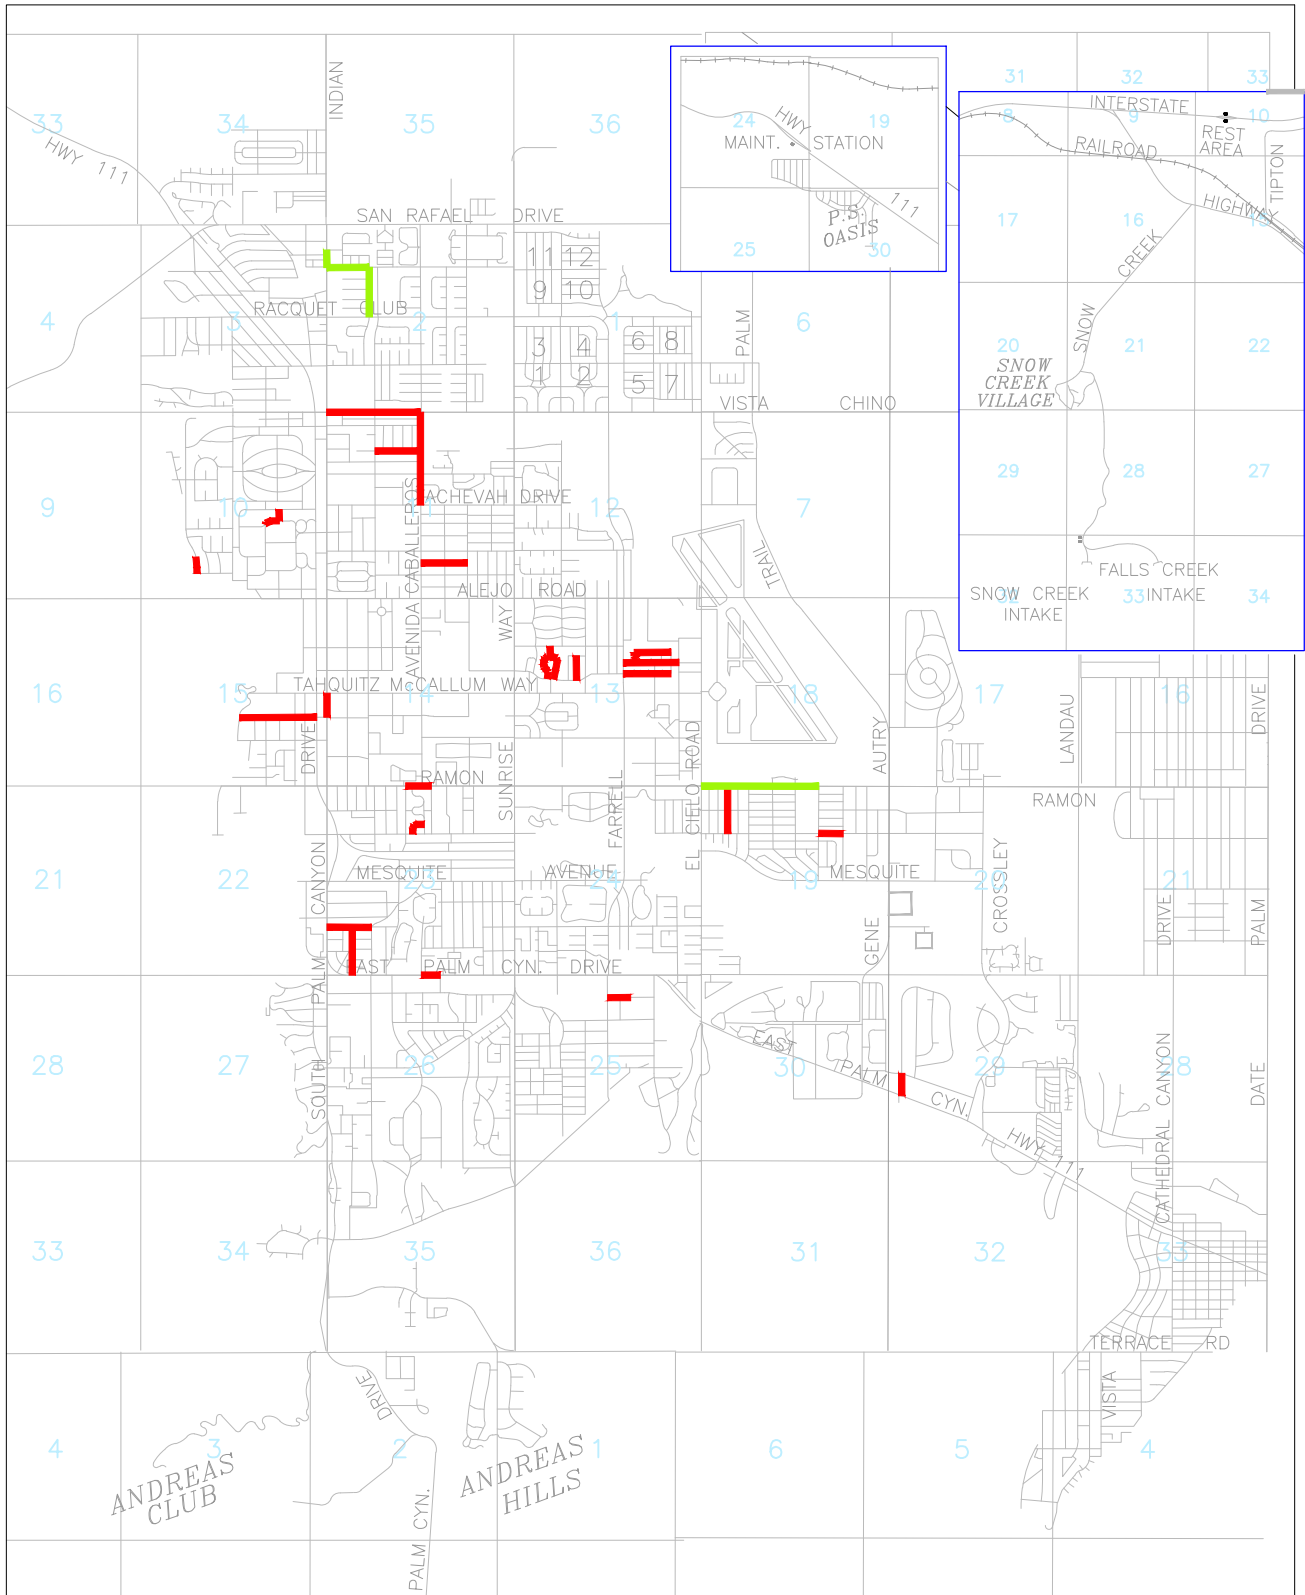 31
32
33
INTERSTATE
8
9
10
REST
AREA
RAILROAD
TIPTON
HIGHWAY
15
17
16
CREEK
SNOW
20
21
22
SNOW
CREEK
VILLAGE
29
28
27
FALLS CREEK
INTAKE
SNOW CREEK
INTAKE
32
33
34
24
19
HWY
111
MAINT. STATION
P.S.
OASIS
25
30
33
34
35
36
HWY 111
INDIAN
SAN RAFAEL DRIVE
11
12
9
10
RACQUET CLUB
4
3
2
1
6
3
4
6
8
1
2
5
7
PALM
VISTA CHINO
9
10
11
12
7
ACHEVAH DRIVE
AVENIDA CABALLEROS
TRAIL
ALEJO ROAD
WAY
16
15
14
13
18
17
16
TAHQUITZ McCALLUM WAY
DRIVE
LANDAU
DRIVE
AUTRY
SUNRISE
FARRELL
EL CIELO ROAD
RAMON
RAMON
21
22
23
24
19
20
21
MESQUITE AVENUE
MESQUITE
CROSSLEY
SOUTH PALM CANYON
GENE
DRIVE
PALM
EAST PALM CYN. DRIVE
28
27
26
25
30
29
28
EAST PALM CYN.
HWY 111
CATHEDRAL CANYON
DATE
33
34
35
36
31
32
33
TERRACE RD
VISTA
DRIVE
4
3
2
1
6
5
4
ANDREAS
CLUB
ANDREAS
HILLS
PALM CYN.